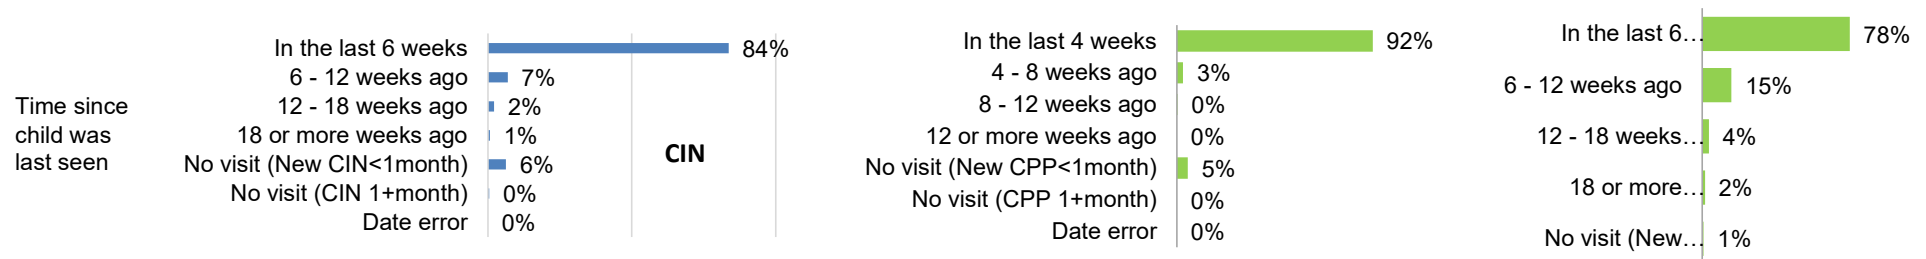 Time since
child was
last seen
In the last 6 weeks 84%
6 - 12 weeks ago 7%
12 - 18 weeks ago 2%
18 or more weeks ago 1%
No visit (New CIN<1month) 6%
No visit (CIN 1+month) 0%
Date error 0%
CIN
In the last 4 weeks 92%
4 - 8 weeks ago 3%
8 - 12 weeks ago 0%
12 or more weeks ago 0%
No visit (New CPP<1month) 5%
No visit (CPP 1+month) 0%
Date error 0%
In the last 6… 78%
6 - 12 weeks ago 15%
12 - 18 weeks… 4%
18 or more… 2%
No visit (New… 1%